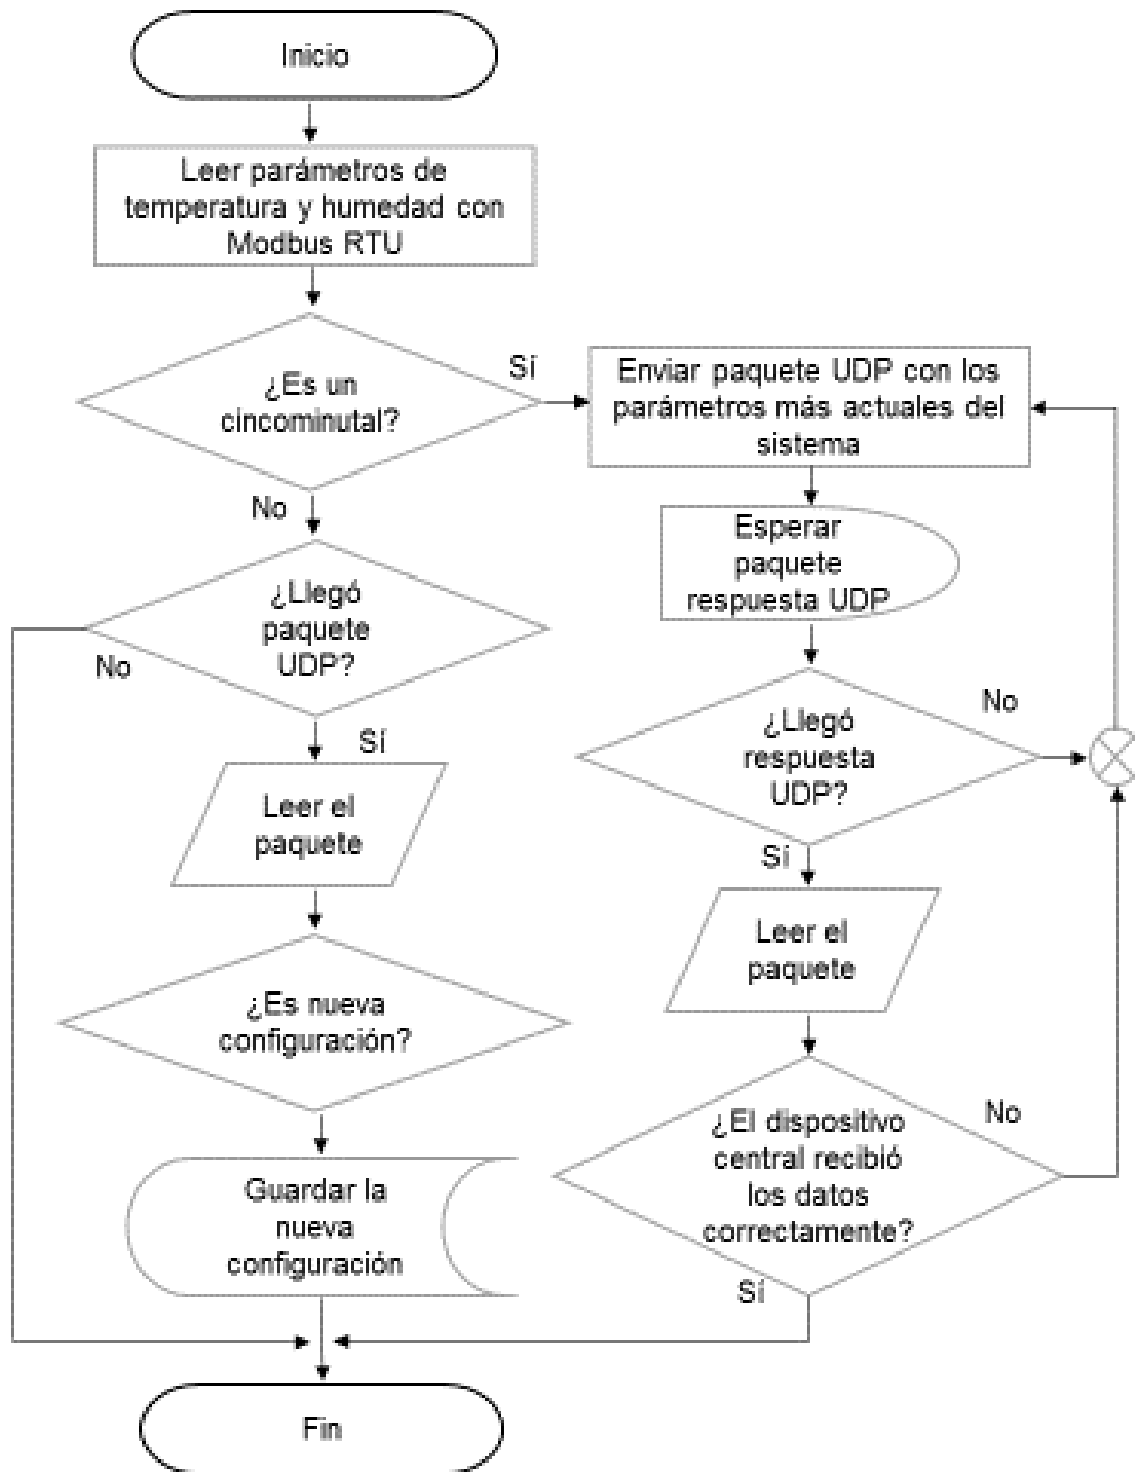 Inicio
Leer parámetros de
temperatura y humedad con
Modbus RTU
¿Es un
cincominutal?
Sí
No
Enviar paquete UDP con los
parámetros más actuales del
sistema
Esperar
paquete
respuesta UDP
¿Llegó
paquete
UDP?
No
Sí
¿Llegó
respuesta
UDP?
No
Sí
Leer el
paquete
Leer el
paquete
¿Es nueva
configuración?
¿El dispositivo
central recibió
los datos
correctamente?
No
Sí
Guardar la
nueva
configuración
Fin